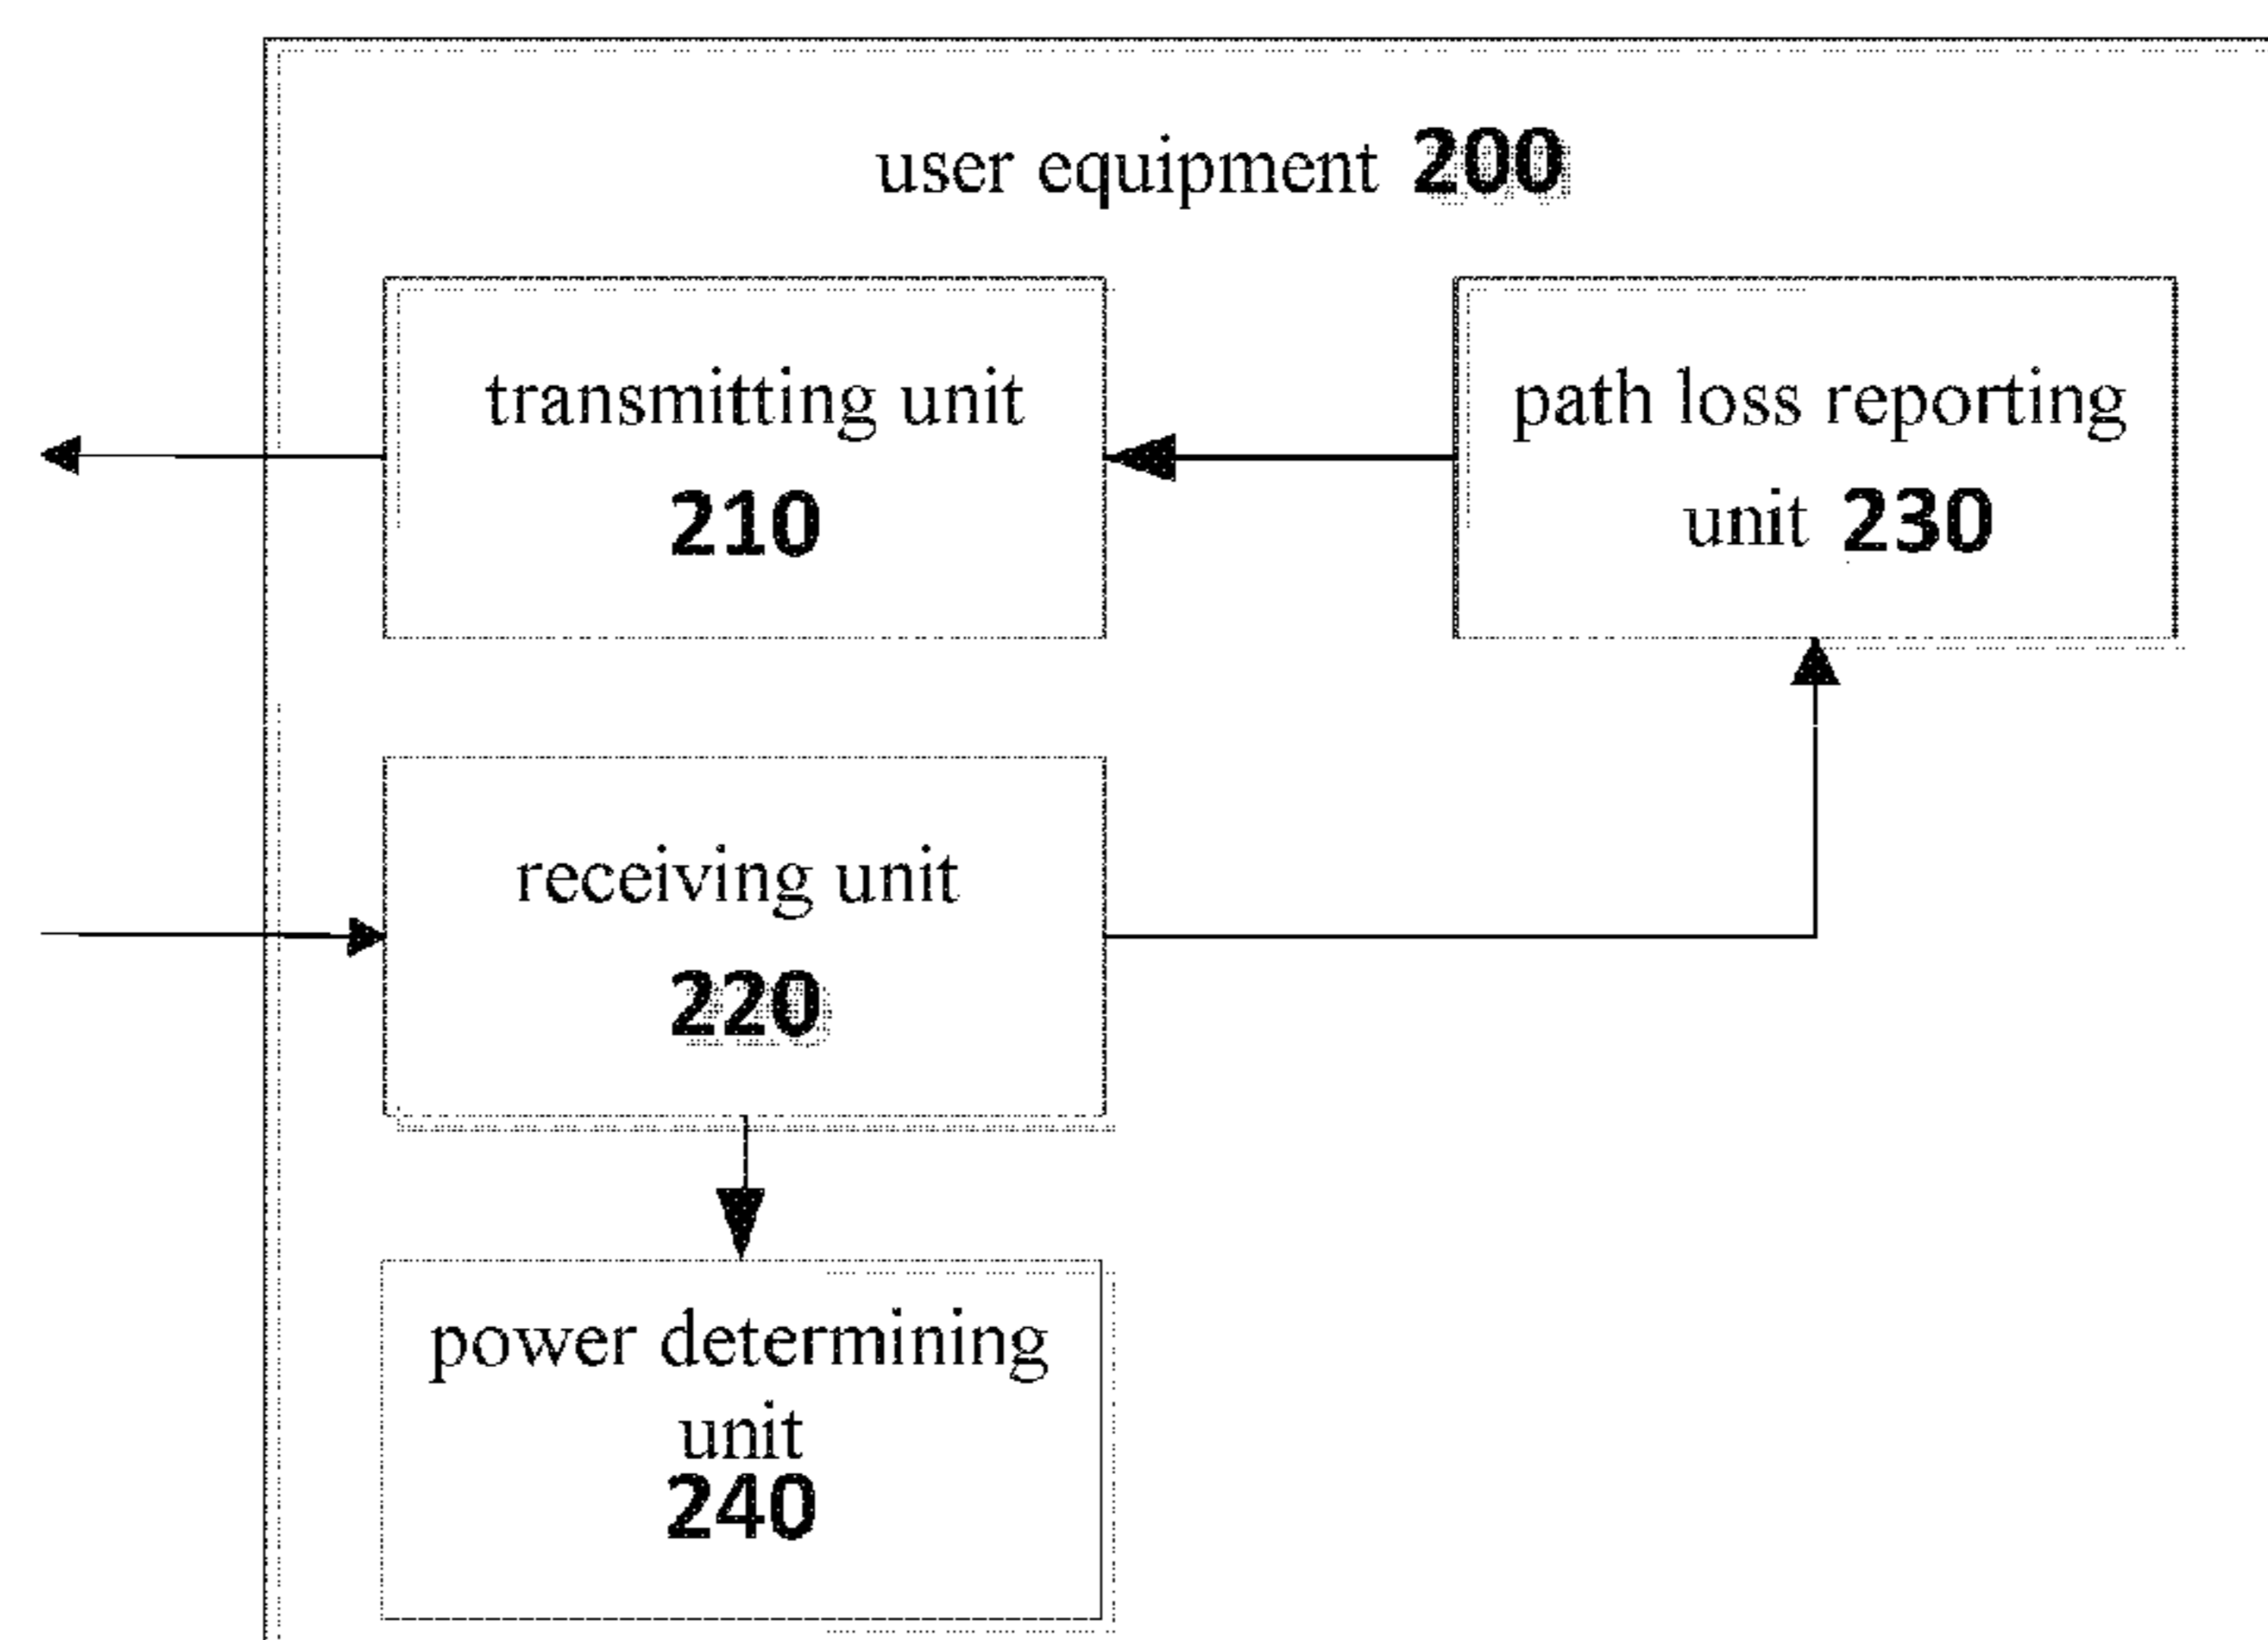 user equipment 200
transmitting unit
210
path loss reporting
unit 230
receiving unit
220
power determining
unit
240